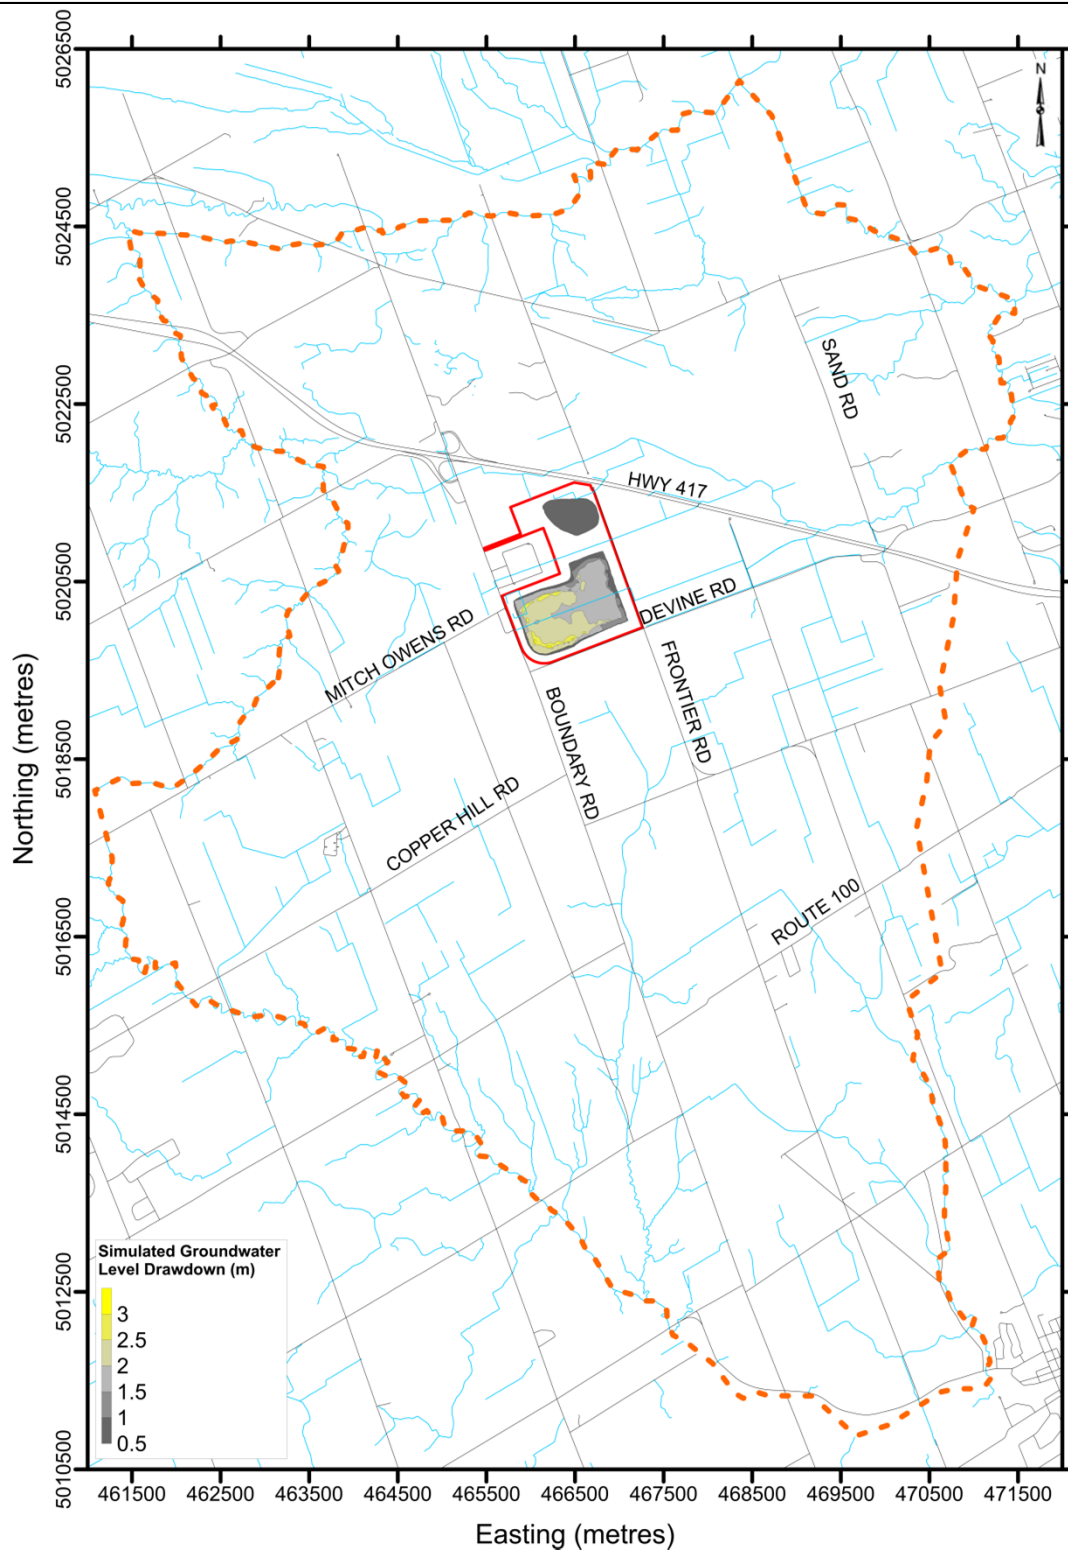 N
5026500
5024500
5022500
5020500
5018500
5016500
5014500
5012500
5010500
Northing (metres)
SAND RD
HWY 417
DEVINE RD
MITCH OWENS RD
FRONTIER RD
BOUNDARY RD
COPPER HILL RD
ROUTE 100
Simulated Groundwater
Level Drawdown (m)
3
2.5
2
1.5
1
0.5
461500 462500 463500 464500 465500 466500 467500 468500 469500 470500 471500
Easting (metres)